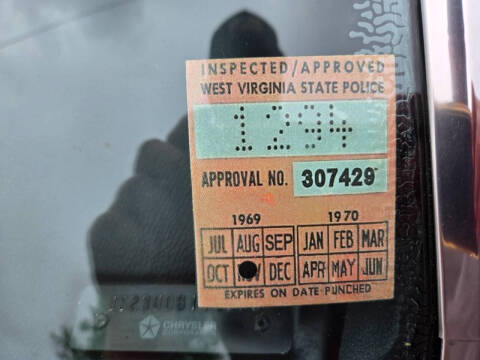 INSPECTED/APPROVED
WEST VIRGINIA STATE POLICE
1294
APPROVAL NO. 307429
1969 1970
JUL AUG SEP JAN FEB MAR
OCT DEC APR MAY JUN
EXPIRES ON DATE PUNCHED
CHRYSLER